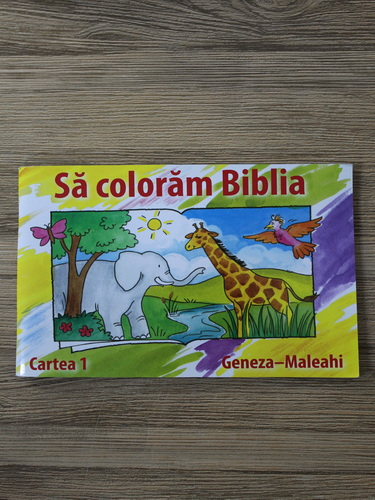 Să colorăm Biblia
Cartea 1
Geneza–Maleahi